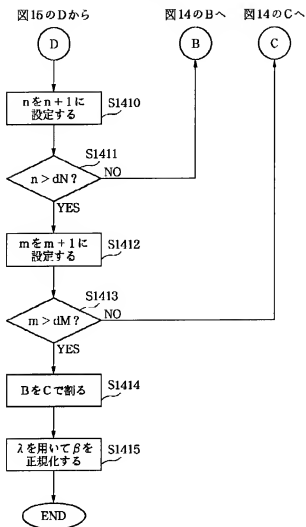 図15のDから
図14のBへ
図14のCへ
D
B
C
nをn+1に
設定する
S1410
S1411
n>dN?
NO
YES
mをm+1に
設定する
S1412
S1413
m>dM?
NO
YES
BをCで割る
S1414
λを用いてβを
正規化する
S1415
END